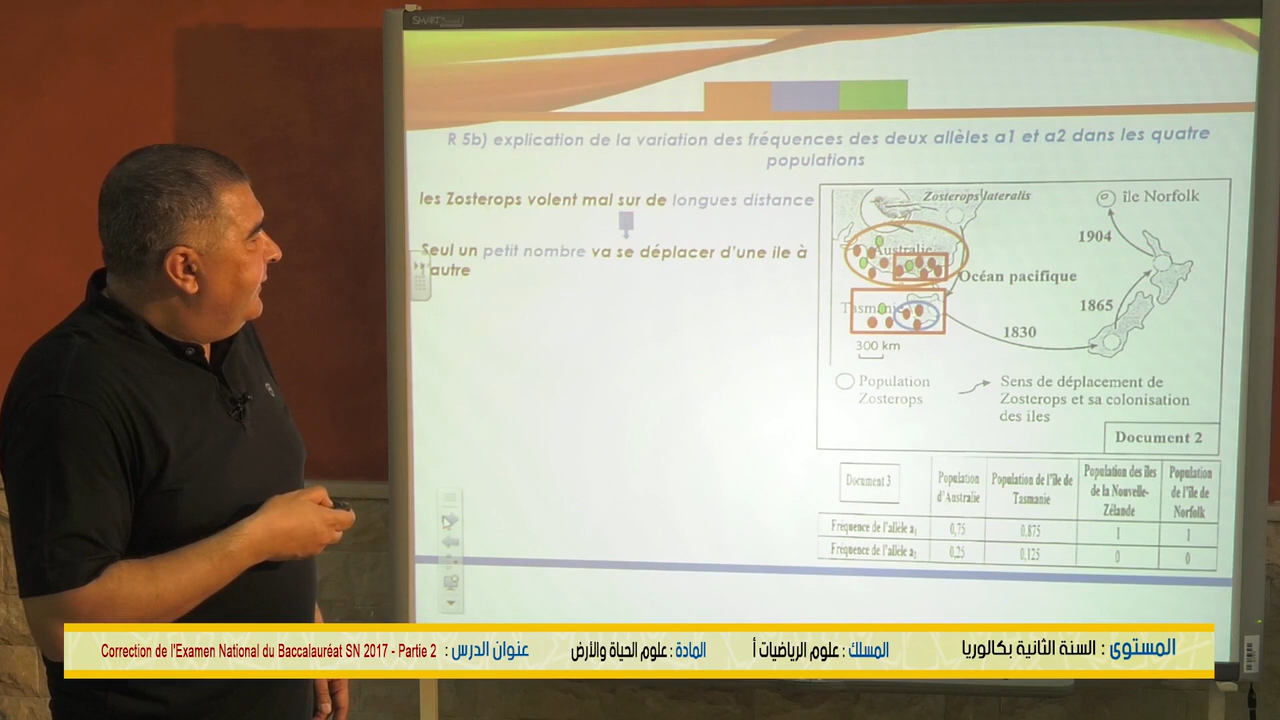 SMART
R 5b) explication de la variation des fréquences des deux allèles a1 et a2 dans les quatre
populations
les Zosterops volent mal sur de longues distance
Seul un petit nombre va se déplacer d'une ile à
autre
Zosterops lateralis
île Norfolk
1904
Australie
Océan pacifique
Tasmanie
1865
1830
300 km
Population
Zosterops
Sens de déplacement de
Zosterops et sa colonisation
des iles
Document 2
Document 3
Population
d'Australie
Population de l'île de
Tasmanie
Population des îles
de la Nouvelle-
Zélande
Population
de l'île de
Norfolk
Fréquence de l'allèle a1 0,75 0,875 1 1
Fréquence de l'allèle a2 0,25 0,125 0 0
المستوى : السنة الثانية بكالوريا
المسلك : علوم الرياضيات أ
المادة : علوم الحياة والأرض
عنوان الدرس : Correction de l'Examen National du Baccalauréat SN 2017 - Partie 2